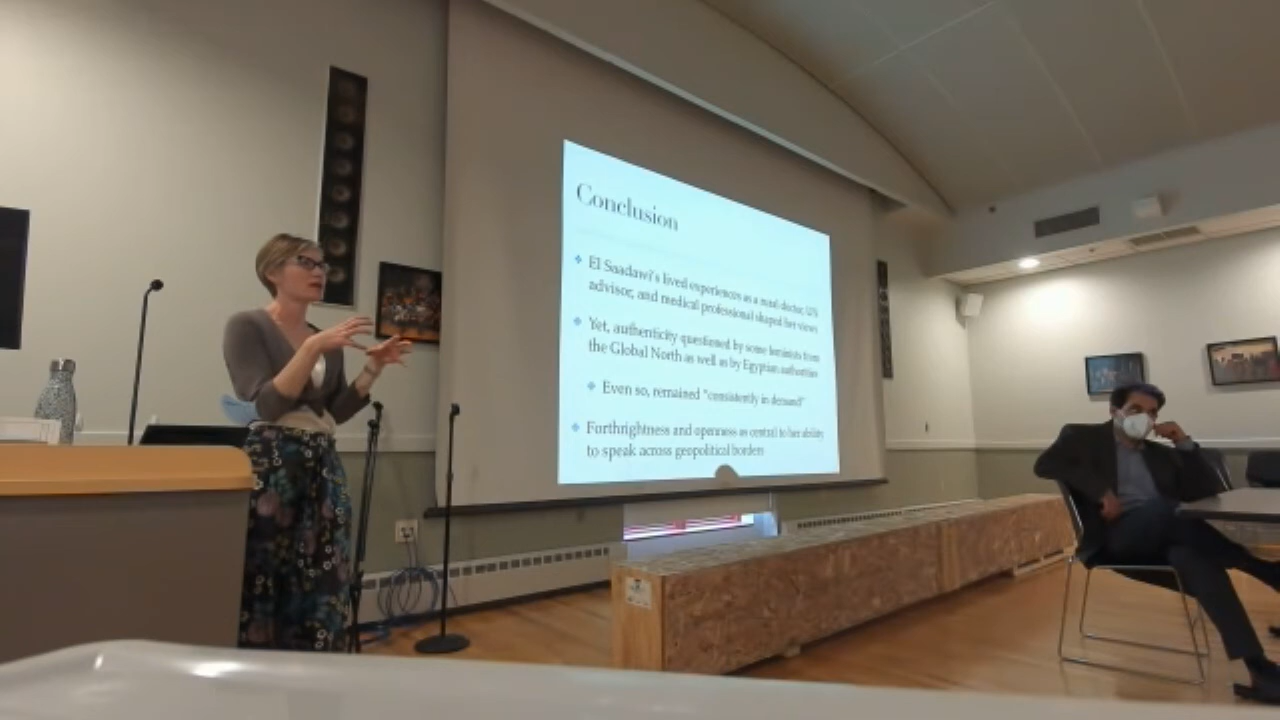 Conclusion
El Saadawi's lived experiences as a rural doctor, UN
advisor, and medical professional shaped her views
Yet, authenticity questioned by some feminists from
the Global North as well as by Egyptian authorities
Even so, remained "consistently in demand"
Forthrightness and openness as central to her ability
to speak across geopolitical borders